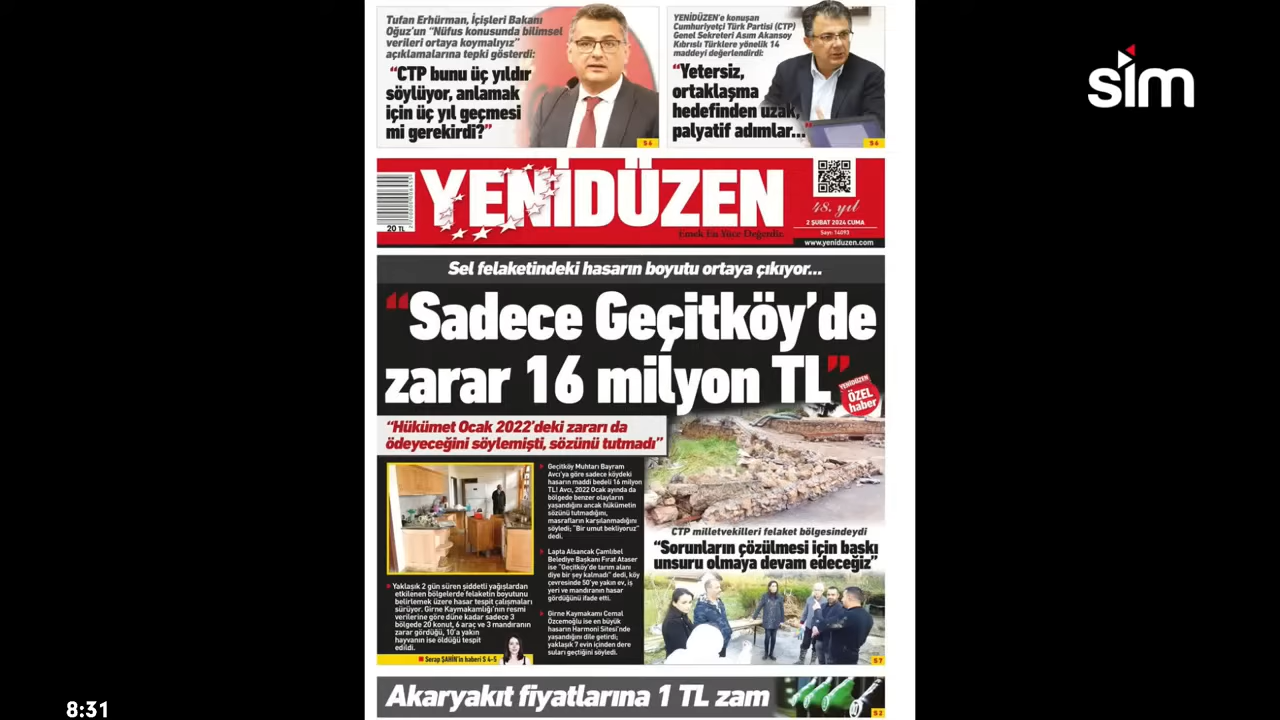 Tufan Erhürman, İçişleri Bakanı
Oğuz'un "Nüfus konusunda bilimsel
verileri ortaya koymalıyız"
açıklamalarına tepki gösterdi:
"CTP bunu üç yıldır
söylüyor, anlamak
için üç yıl geçmesi
mi gerekirdi?"
S 6
YENİDÜZEN'e konuşan
Cumhuriyetçi Türk Partisi (CTP)
Genel Sekreteri Asım Akansoy
Kıbrıslı Türklere yönelik 14
maddeyi değerlendirdi:
"Yetersiz,
ortaklaşma
hedefinden uzak,
palyatif adımlar..."
S 6
sim
20 TL
YENİDÜZEN
Emek En Yüce Değerdir
48. yıl
2 ŞUBAT 2024 CUMA
Sayı: 14093
www.yeniduzen.com
Sel felaketindeki hasarın boyutu ortaya çıkıyor...
"Sadece Geçitköy'de
zarar 16 milyon TL"
YENİDÜZEN
ÖZEL
haber
"Hükümet Ocak 2022'deki zararı da
ödeyeceğini söylemişti, sözünü tutmadı"
Yaklaşık 2 gün süren şiddetli yağışlardan
etkilenen bölgelerde felaketin boyutunu
belirlemek üzere hasar tespit çalışmaları
sürüyor. Girne Kaymakamlığı'nın resmi
verilerine göre düne kadar sadece 3
bölgede 20 konut, 6 araç ve 3 mandıranın
zarar gördüğü, 10'a yakın
hayvanın ise öldüğü tespit
edildi.
Serap ŞAHİN'in haberi S 4-5
Geçitköy Muhtarı Bayram
Avcı'ya göre sadece köydeki
hasarın maddi bedeli 16 milyon
TL! Avcı, 2022 Ocak ayında da
bölgede benzer olayların
yaşandığını ancak hükümetin
sözünü tutmadığını,
masrafların karşılanmadığını
söyledi; "Bir umut bekliyoruz"
dedi.
Lapta Alsancak Çamlıbel
Belediye Başkanı Fırat Ataser
ise "Geçitköy'de tarım alanı
diye bir şey kalmadı" dedi, köy
çevresinde 50'ye yakın ev, iş
yeri ve mandıranın hasar
gördüğünü ifade etti.
Girne Kaymakamı Cemal
Özcemoğlu ise en büyük
hasarın Harmoni Sitesi'nde
yaşandığını dile getirdi;
yaklaşık 7 evin içinden dere
suları geçtiğini söyledi.
CTP milletvekilleri felaket bölgesindeydi
"Sorunların çözülmesi için baskı
unsuru olmaya devam edeceğiz"
S 7
Akaryakıt fiyatlarına 1 TL zam
S 2
8:31